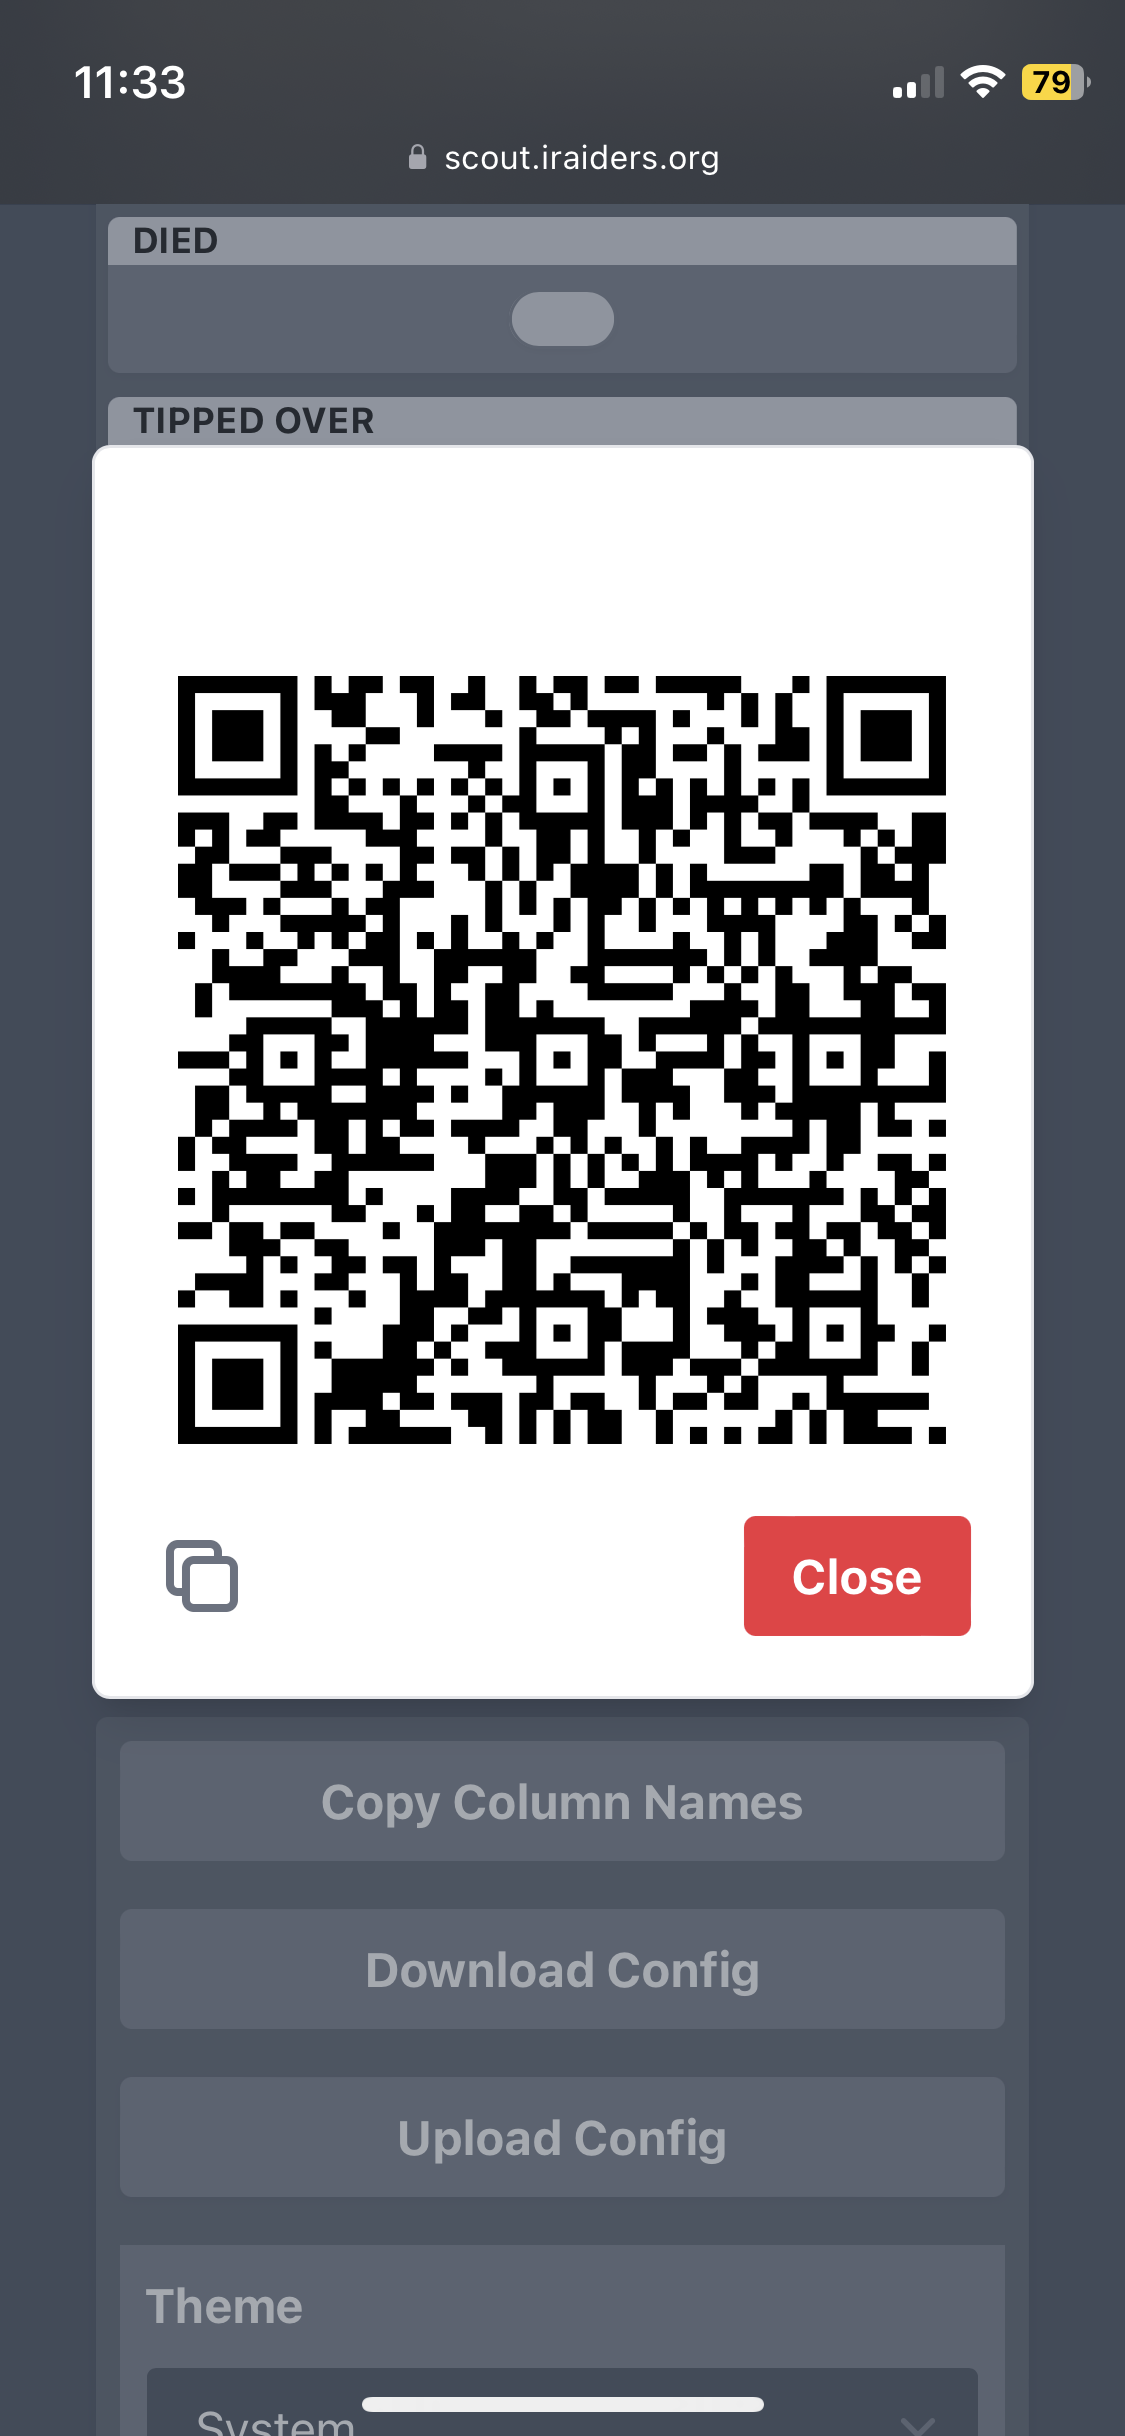 11:33
79
scout.iraiders.org
DIED
TIPPED OVER
Close
Copy Column Names
Download Config
Upload Config
Theme
System